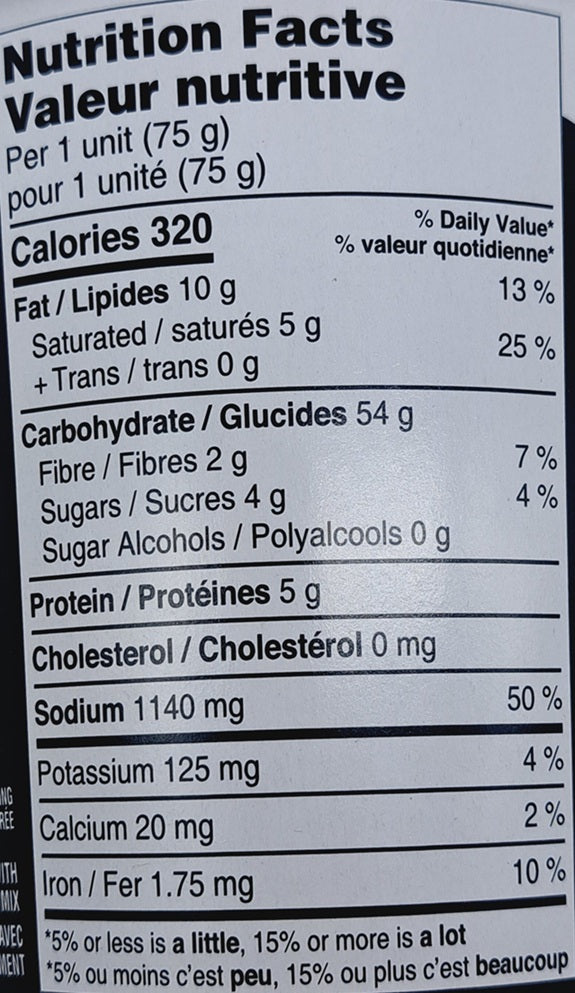 Nutrition Facts
Valeur nutritive
Per 1 unit (75 g)
pour 1 unité (75 g)
Calories 320
% Daily Value*
% valeur quotidienne*
Fat / Lipides 10 g 13 %
Saturated / saturés 5 g
+ Trans / trans 0 g 25 %
Carbohydrate / Glucides 54 g
Fibre / Fibres 2 g 7 %
Sugars / Sucres 4 g 4 %
Sugar Alcohols / Polyalcools 0 g
Protein / Protéines 5 g
Cholesterol / Cholestérol 0 mg
Sodium 1140 mg 50 %
Potassium 125 mg 4 %
Calcium 20 mg 2 %
Iron / Fer 1.75 mg 10 %
*5% or less is a little, 15% or more is a lot
*5% ou moins c'est peu, 15% ou plus c'est beaucoup
MIX
AVEC